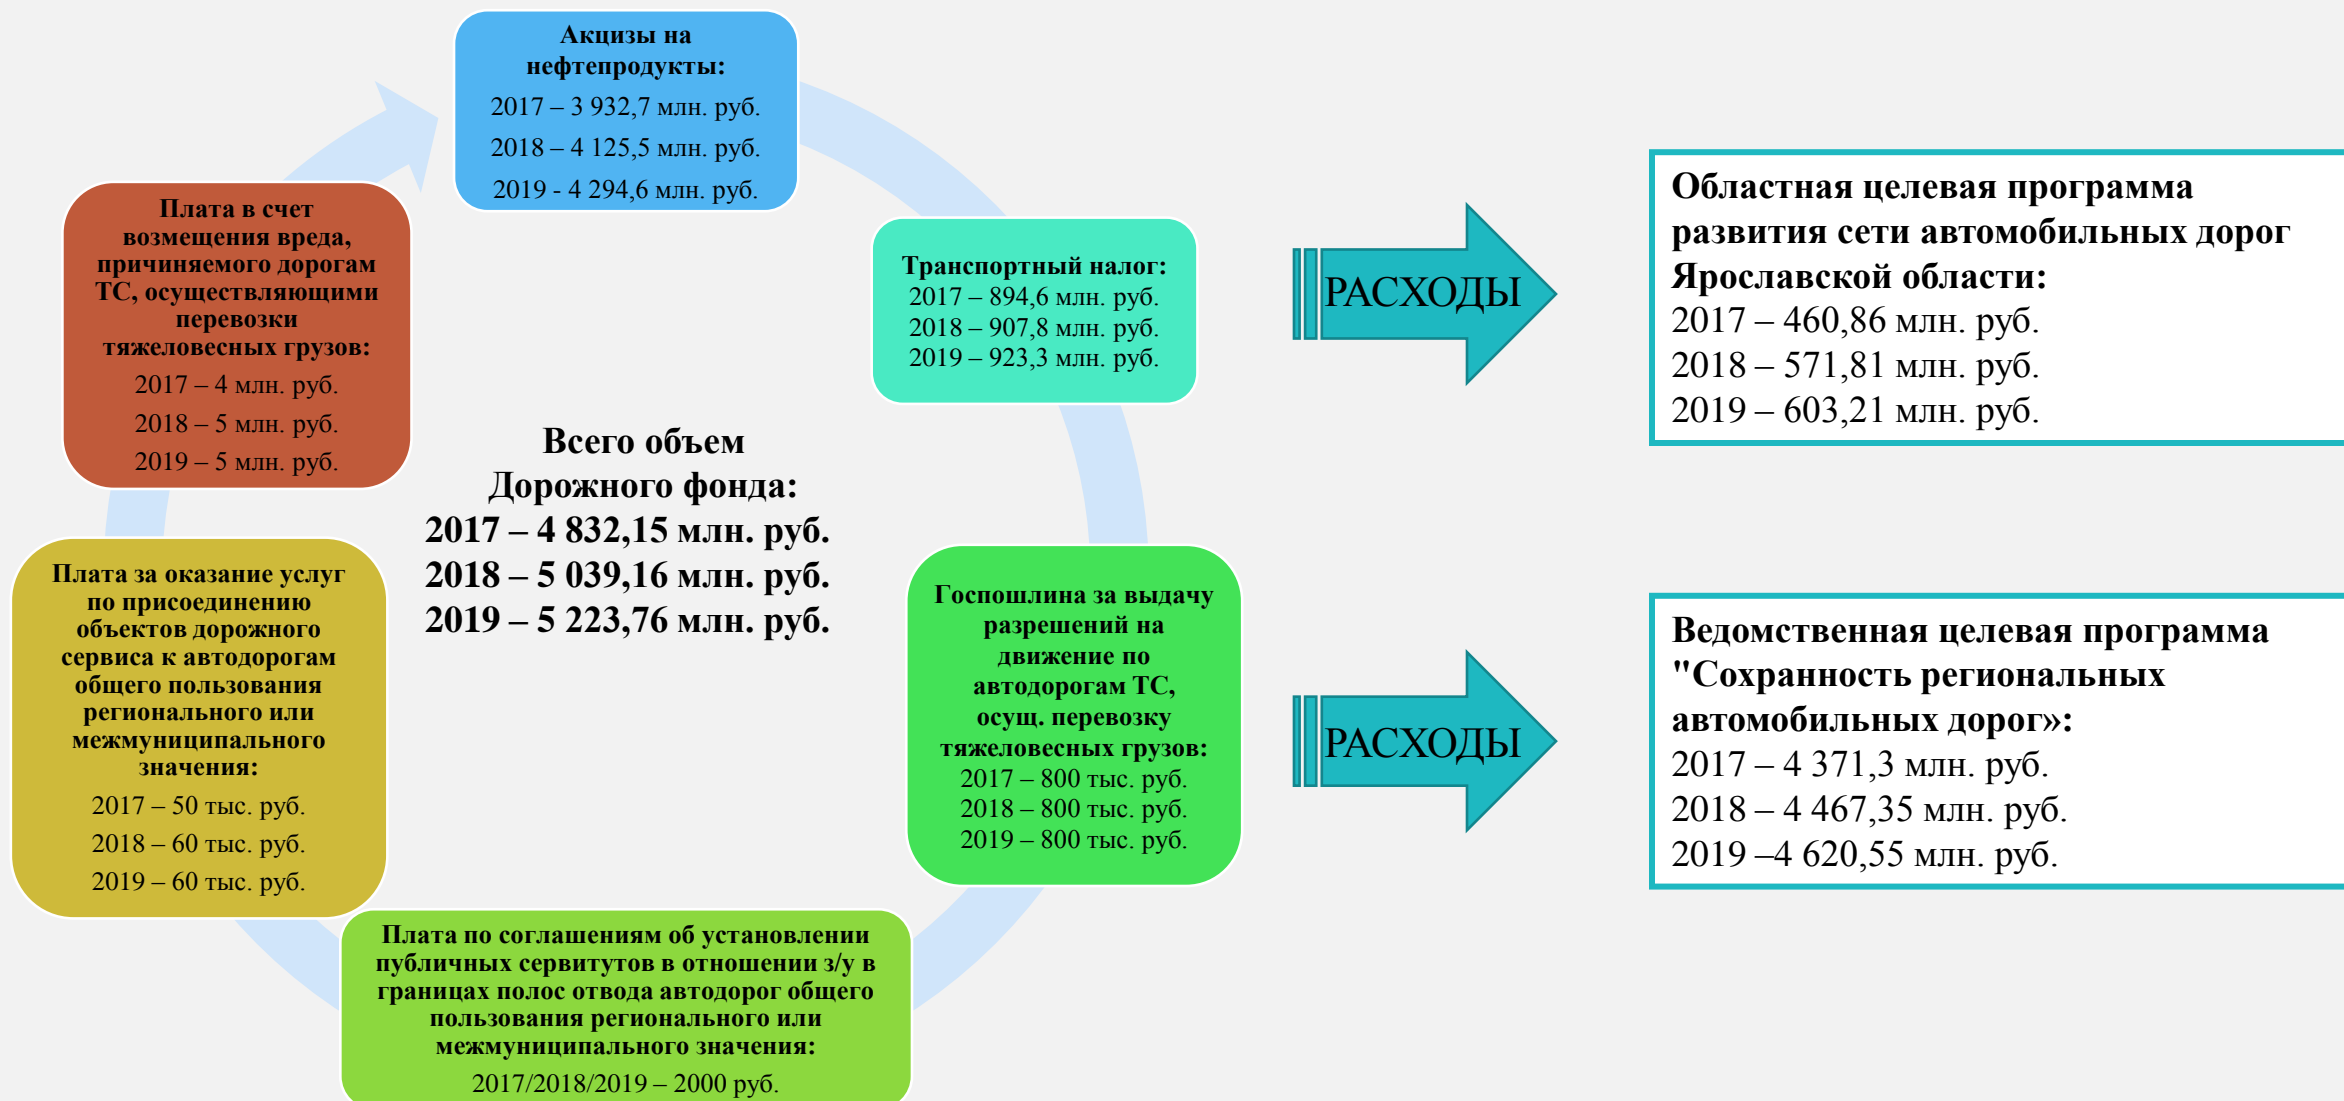 Акцизы на
нефтепродукты:
2017 – 3 932,7 млн. руб.
2018 – 4 125,5 млн. руб.
2019 - 4 294,6 млн. руб.
Транспортный налог:
2017 – 894,6 млн. руб.
2018 – 907,8 млн. руб.
2019 – 923,3 млн. руб.
Госпошлина за выдачу
разрешений на
движение по
автодорогам ТС,
осущ. перевозку
тяжеловесных грузов:
2017 – 800 тыс. руб.
2018 – 800 тыс. руб.
2019 – 800 тыс. руб.
Плата по соглашениям об установлении
публичных сервитутов в отношении з/у в
границах полос отвода автодорог общего
пользования регионального или
межмуниципального значения:
2017/2018/2019 – 2000 руб.
Плата за оказание услуг
по присоединению
объектов дорожного
сервиса к автодорогам
общего пользования
регионального или
межмуниципального
значения:
2017 – 50 тыс. руб.
2018 – 60 тыс. руб.
2019 – 60 тыс. руб.
Плата в счет
возмещения вреда,
причиняемого дорогам
ТС, осуществляющими
перевозки
тяжеловесных грузов:
2017 – 4 млн. руб.
2018 – 5 млн. руб.
2019 – 5 млн. руб.
Всего объем
Дорожного фонда:
2017 – 4 832,15 млн. руб.
2018 – 5 039,16 млн. руб.
2019 – 5 223,76 млн. руб.
РАСХОДЫ
Областная целевая программа
развития сети автомобильных дорог
Ярославской области:
2017 – 460,86 млн. руб.
2018 – 571,81 млн. руб.
2019 – 603,21 млн. руб.
РАСХОДЫ
Ведомственная целевая программа
"Сохранность региональных
автомобильных дорог»:
2017 – 4 371,3 млн. руб.
2018 – 4 467,35 млн. руб.
2019 –4 620,55 млн. руб.